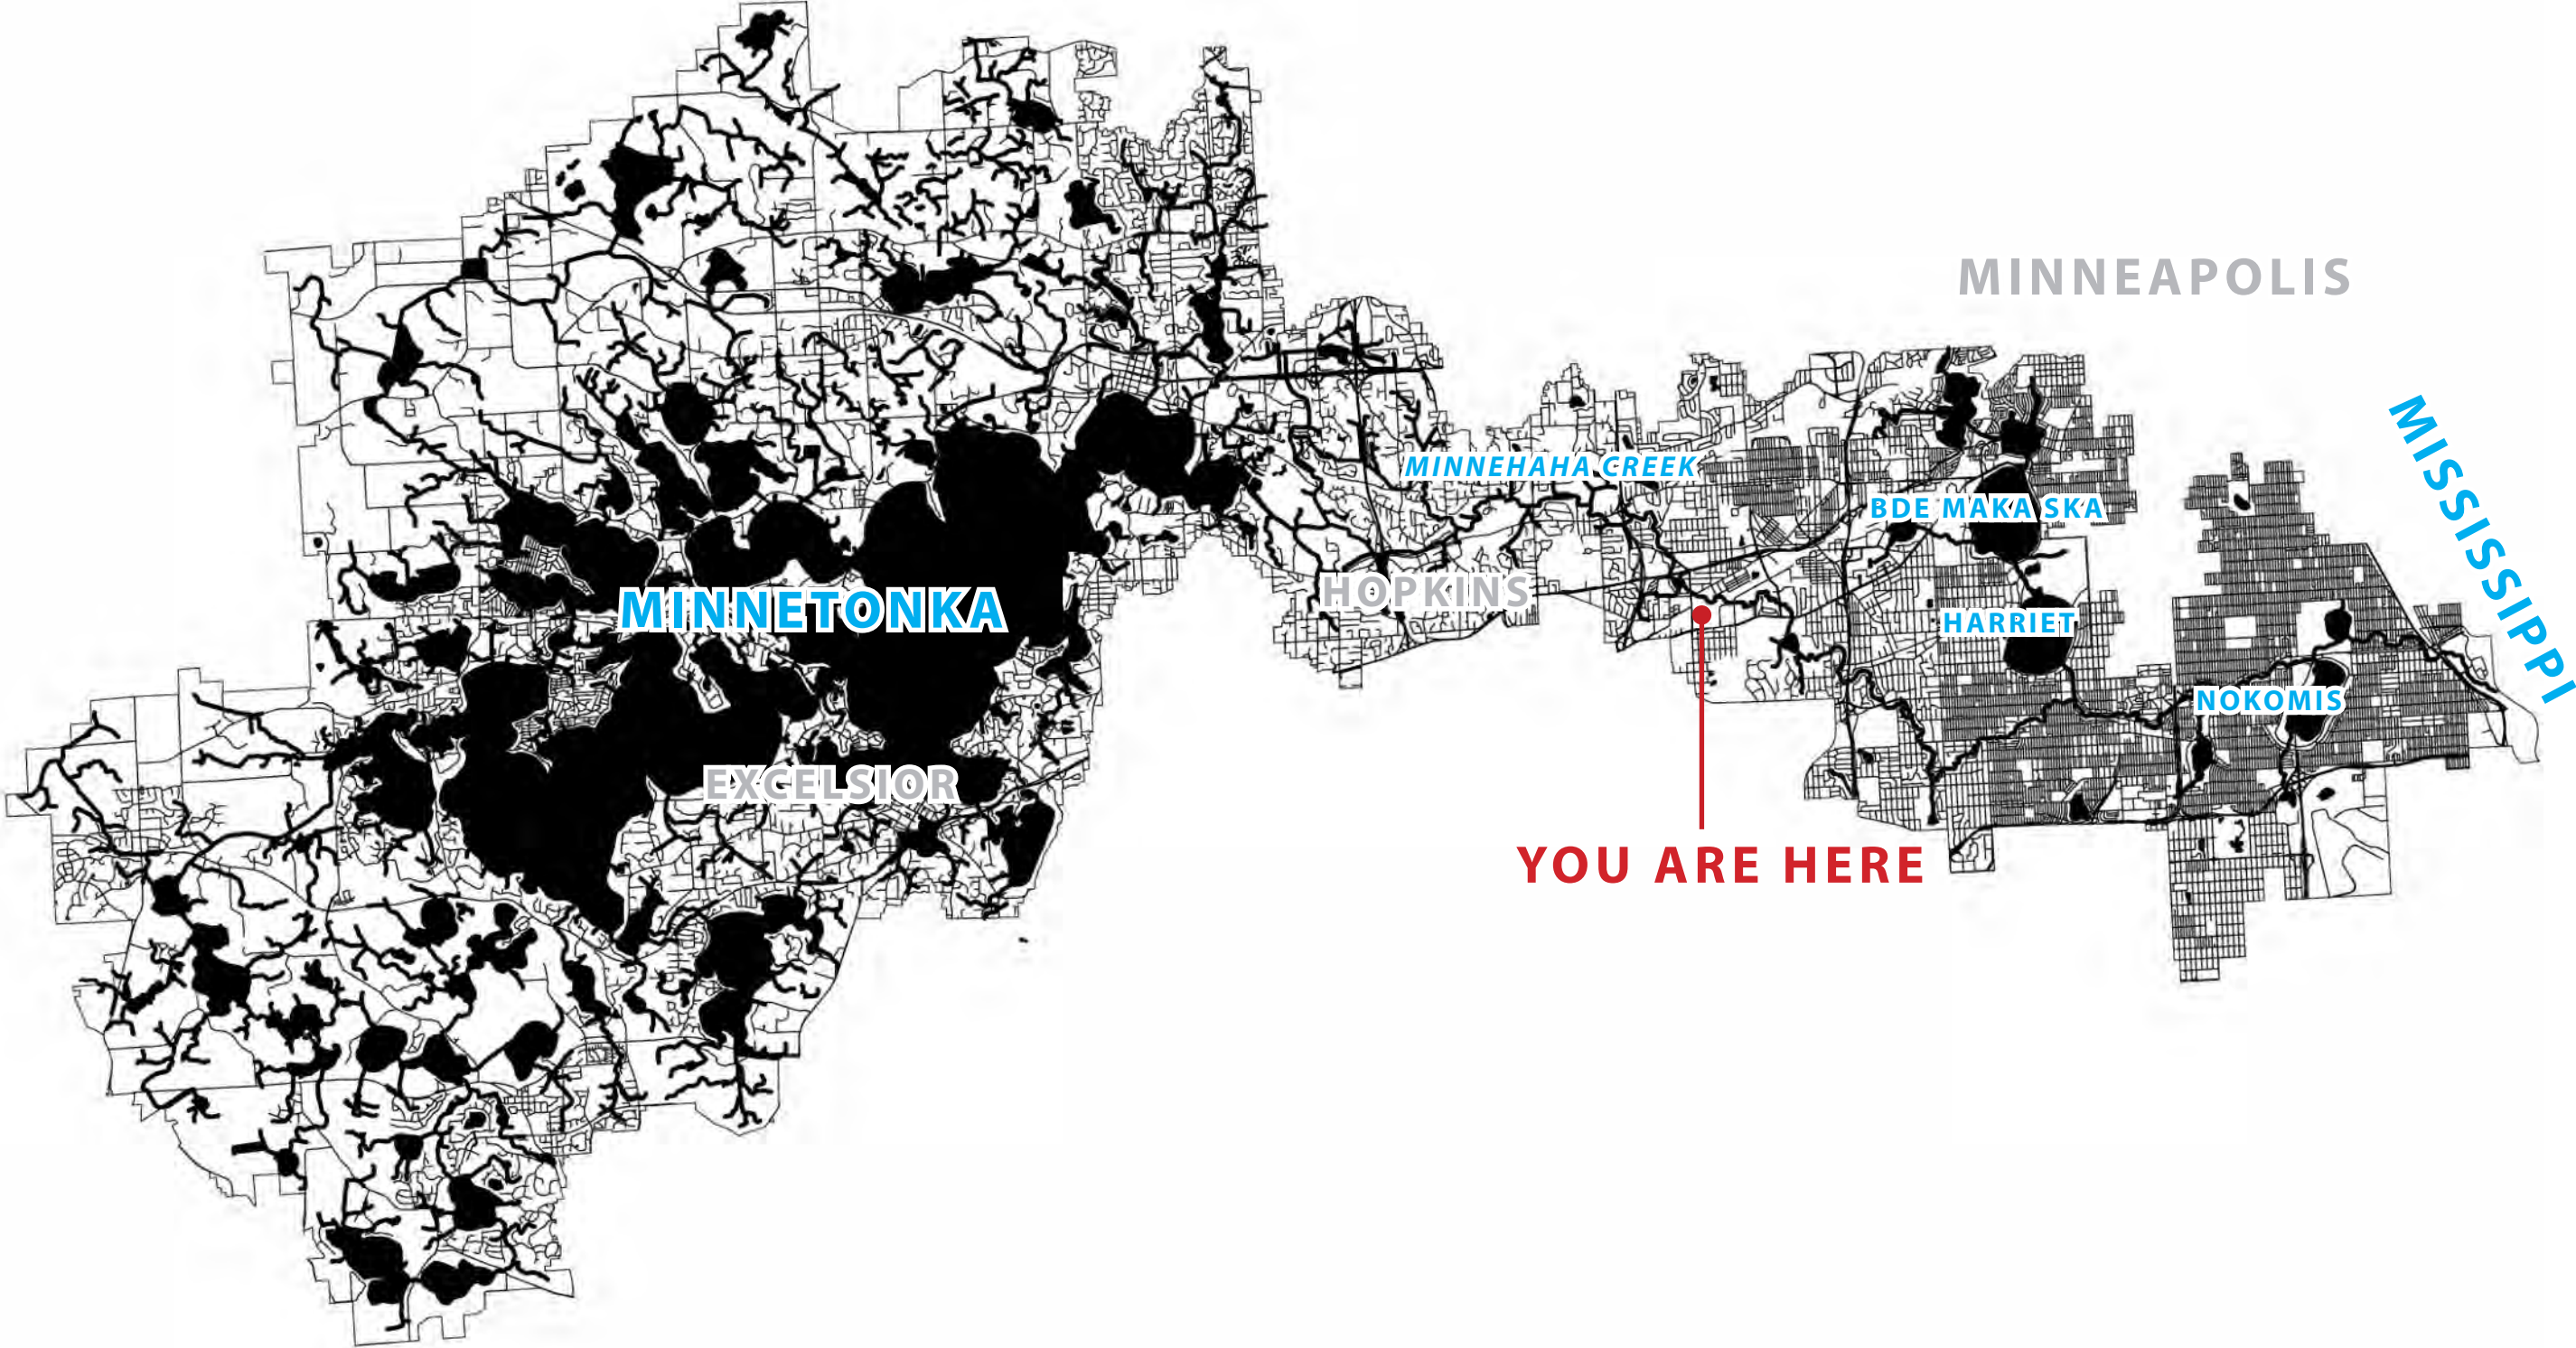 MINNEAPOLIS
MISSISSIPPI
MINNEHAHA CREEK
BDE MAKA SKA
HOPKINS
MINNETONKA
HARRIET
NOKOMIS
EXCELSIOR
YOU ARE HERE